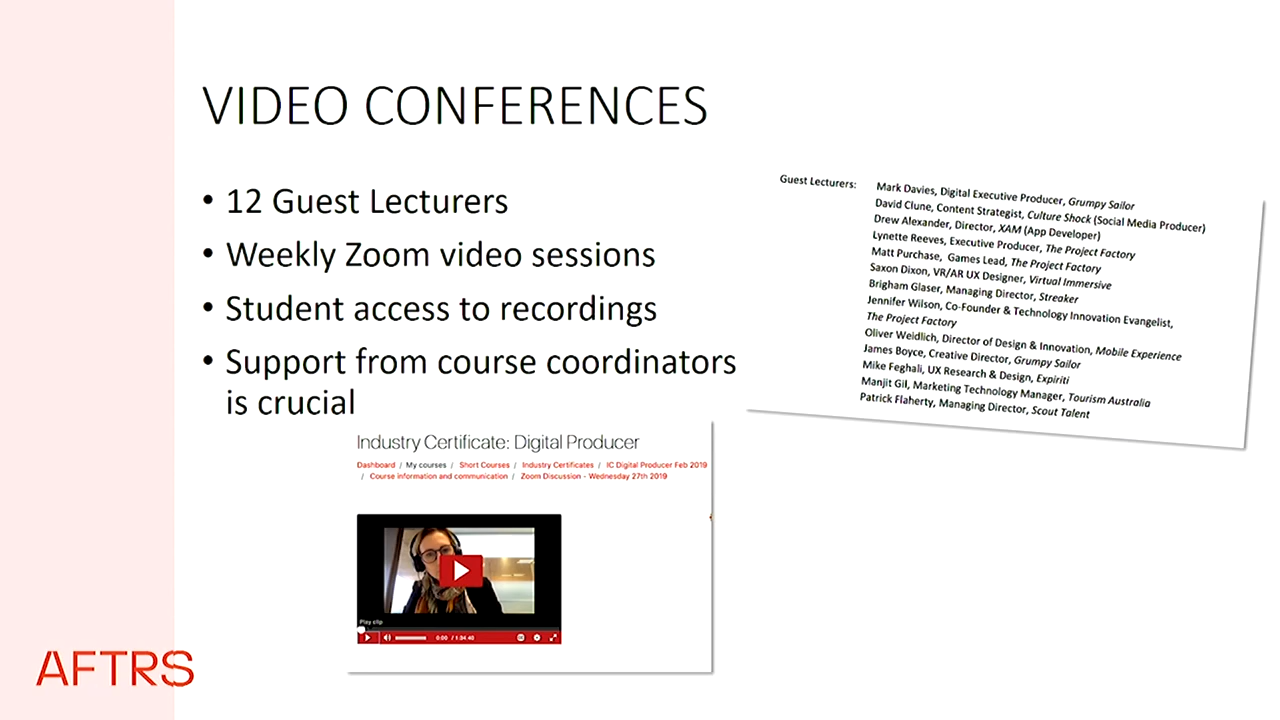 VIDEO CONFERENCES
• 12 Guest Lecturers
• Weekly Zoom video sessions
• Student access to recordings
• Support from course coordinators
is crucial
Guest Lecturers: Mark Davies, Digital Executive Producer, Grumpy Sailor
David Clune, Content Strategist, Culture Shock (Social Media Producer)
Drew Alexander, Director, XAM (App Developer)
Lynette Reeves, Executive Producer, The Project Factory
Matt Purchase, Games Lead, The Project Factory
Saxon Dixon, VR/AR UX Designer, Virtual Immersive
Brigham Glaser, Managing Director, Streaker
Jennifer Wilson, Co-Founder & Technology Innovation Evangelist,
The Project Factory
Oliver Weidlich, Director of Design & Innovation, Mobile Experience
James Boyce, Creative Director, Grumpy Sailor
Mike Feghali, UX Research & Design, Expiriti
Manjit Gil, Marketing Technology Manager, Tourism Australia
Patrick Flaherty, Managing Director, Scout Talent
Industry Certificate: Digital Producer
Dashboard / My courses / Short Courses / Industry Certificates / IC Digital Producer Feb 2019
/ Course information and communication / Zoom Discussion - Wednesday 27th 2019
Play clip
0:00 / 1:34:40
AFTRS